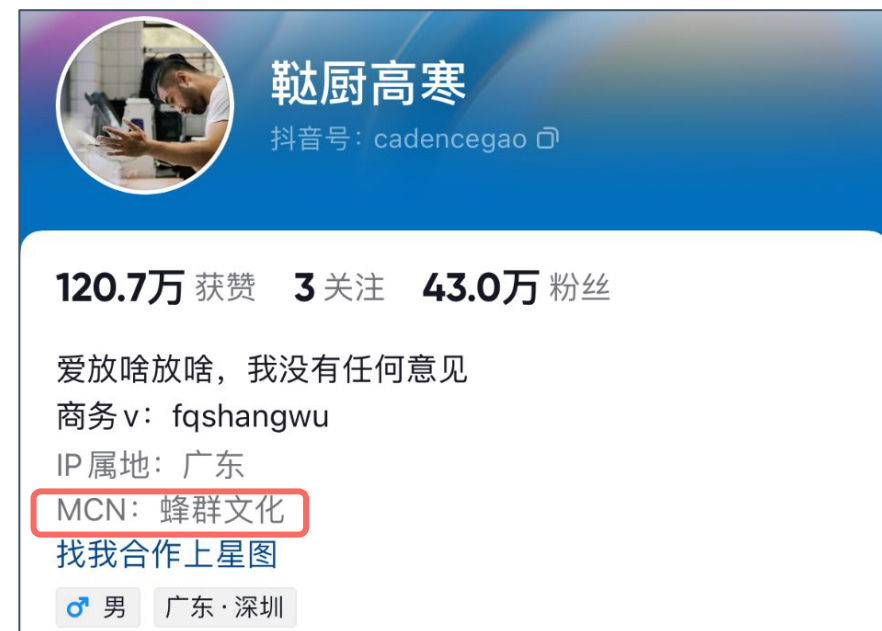 鞑厨高寒
抖音号：cadencegao
120.7万 获赞 3 关注 43.0万 粉丝
爱放啥放啥，我没有任何意见
商务v：fqshangwu
IP属地：广东
MCN：蜂群文化
找我合作上星图
男 广东·深圳